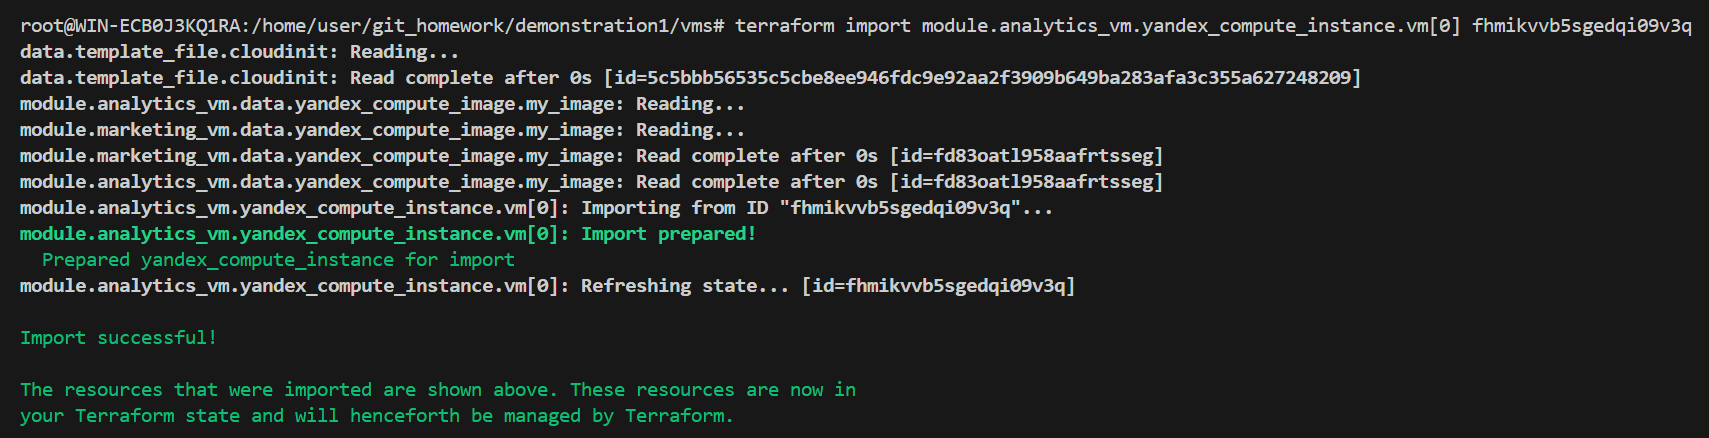 root@WIN-ECB0J3KQ1RA:/home/user/git_homework/demonstration1/vms# terraform import module.analytics_vm.yandex_compute_instance.vm[0] fhmikvvb5sgedqi09v3q
data.template_file.cloudinit: Reading...
data.template_file.cloudinit: Read complete after 0s [id=5c5bbb56535c5cbe8ee946fdc9e92aa2f3909b649ba283afa3c355a627248209]
module.analytics_vm.data.yandex_compute_image.my_image: Reading...
module.marketing_vm.data.yandex_compute_image.my_image: Reading...
module.marketing_vm.data.yandex_compute_image.my_image: Read complete after 0s [id=fd83oatl958aafrtsseg]
module.analytics_vm.data.yandex_compute_image.my_image: Read complete after 0s [id=fd83oatl958aafrtsseg]
module.analytics_vm.yandex_compute_instance.vm[0]: Importing from ID "fhmikvvb5sgedqi09v3q"...
module.analytics_vm.yandex_compute_instance.vm[0]: Import prepared!
  Prepared yandex_compute_instance for import
module.analytics_vm.yandex_compute_instance.vm[0]: Refreshing state... [id=fhmikvvb5sgedqi09v3q]

Import successful!

The resources that were imported are shown above. These resources are now in
your Terraform state and will henceforth be managed by Terraform.